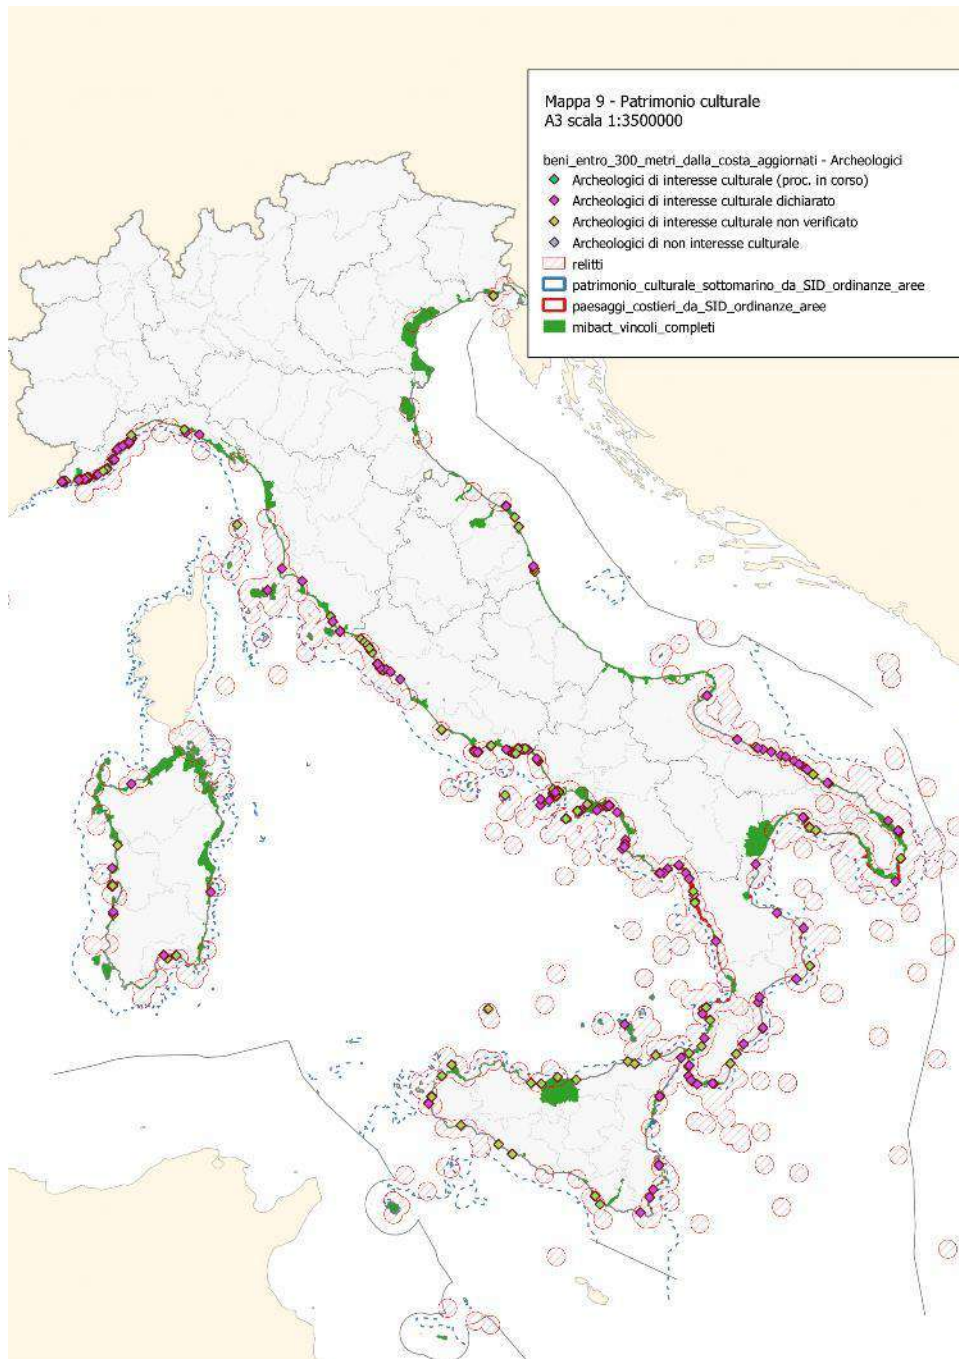 Mappa 9 - Patrimonio culturale
A3 scala 1:3500000
beni_entro_300_metri_dalla_costa_aggiornati - Archeologici
Archeologici di interesse culturale (proc. in corso)
Archeologici di interesse culturale dichiarato
Archeologici di interesse culturale non verificato
Archeologici di non interesse culturale
relitti
patrimonio_culturale_sottomarino_da_SID_ordinanze_aree
paesaggi_costieri_da_SID_ordinanze_aree
mibact_vincoli_completi